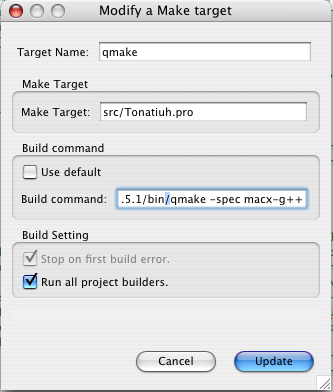 Modify a Make target
Target Name: qmake
Make Target
Make Target: src/Tonatiuh.pro
Build command
Use default
Build command: .5.1/bin/qmake -spec macx-g++
Build Setting
Stop on first build error.
Run all project builders.
Cancel Update